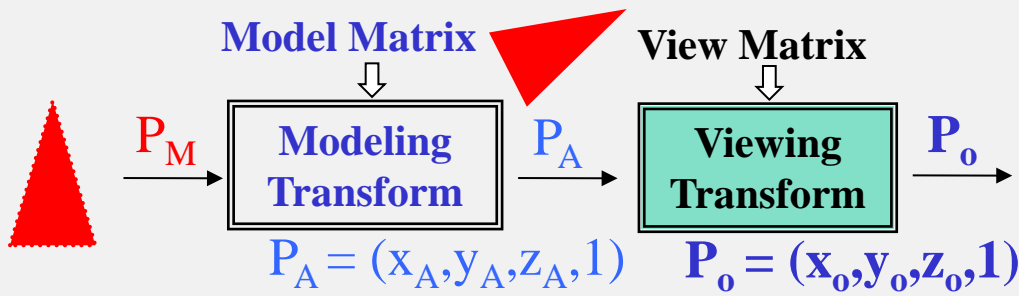 Model Matrix
View Matrix
P_M
Modeling
Transform
P_A
Viewing
Transform
P_o
P_A = (x_A,y_A,z_A,1)
P_o = (x_o,y_o,z_o,1)